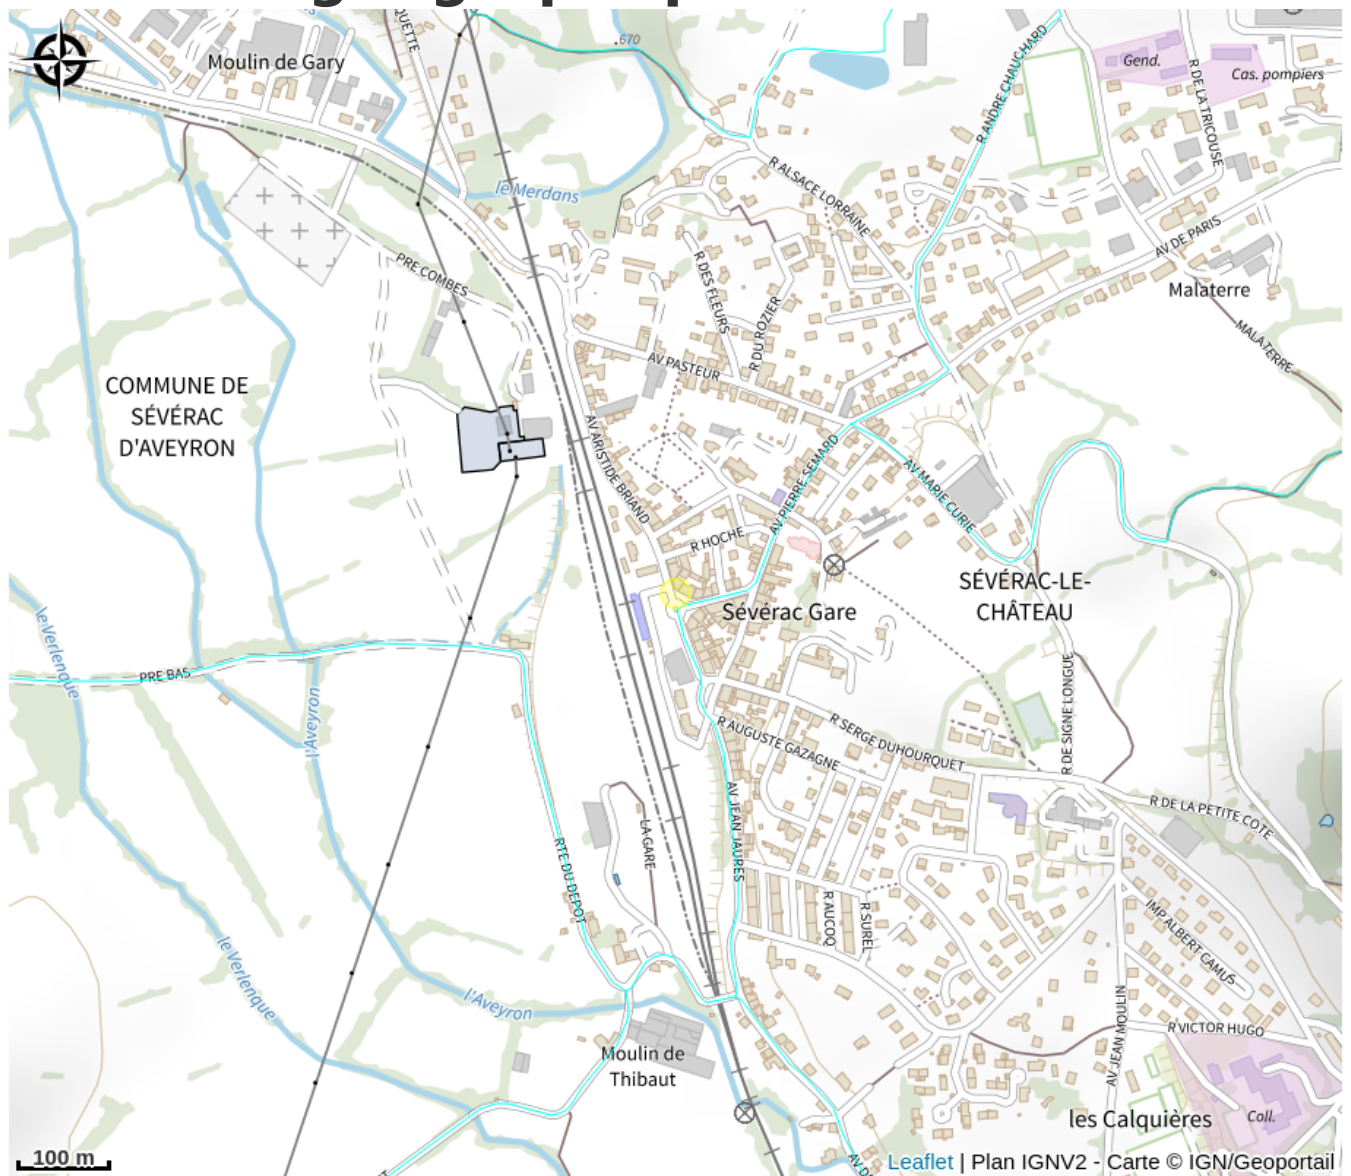 QUETTE
.670
Moulin de Gary
Gend.
Cas. pompiers
R ANDRE CHAUCHARD
R DE LA TRICOUSE
le Merdans
R ALSACE LORRAINE
AV DE PARIS
PRE COMBES
R DES FLEURS
R DU ROZIER
Malaterre
MALATERRE
AV PASTEUR
COMMUNE DE
SÉVÉRAC
D'AVEYRON
AV ARISTIDE BRIAND
AV PIERRE SEMARD
AV MARIE CURIE
R HOCHE
SÉVÉRAC-LE-
CHÂTEAU
Sévérac Gare
le Verlenque
PRE BAS
l'Aveyron
R DE SIGNE LONGUE
R AUGUSTE GAZAGNE
R SERGE DUHOURQUET
R DE LA PETITE COTE
AV JEAN JAURES
LA GARE
RTE DU DEPOT
R AUCOQ
R SUREL
IMP ALBERT CAMUS
le Verlenque
l'Aveyron
AV JEAN MOULIN
R VICTOR HUGO
Moulin de
Thibaut
les Calquières
Coll.
100 m
Leaflet | Plan IGNV2 - Carte © IGN/Geoportail